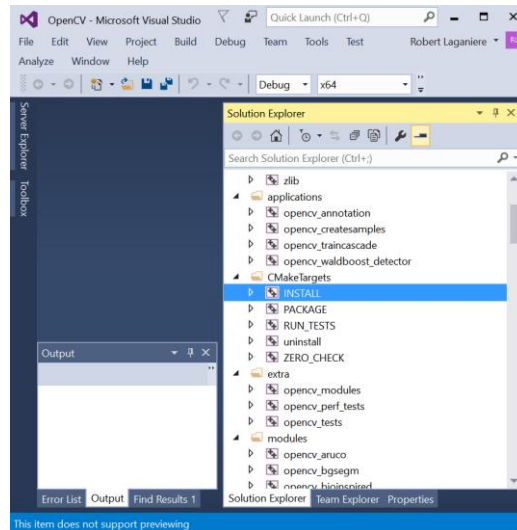 OpenCV - Microsoft Visual Studio
Quick Launch (Ctrl+Q)
File Edit View Project Build Debug Team Tools Test Robert Laganiere RL
Analyze Window Help
Debug x64
Server Explorer
Toolbox
Solution Explorer
Search Solution Explorer (Ctrl+;)
zlib
applications
opencv_annotation
opencv_createsamples
opencv_traincascade
opencv_waldboost_detector
CMakeTargets
INSTALL
PACKAGE
RUN_TESTS
uninstall
ZERO_CHECK
extra
opencv_modules
opencv_perf_tests
opencv_tests
modules
opencv_aruco
opencv_bgsegm
opencv_bioinspired
Output
Error List Output Find Results 1
Solution Explorer Team Explorer Properties
This item does not support previewing